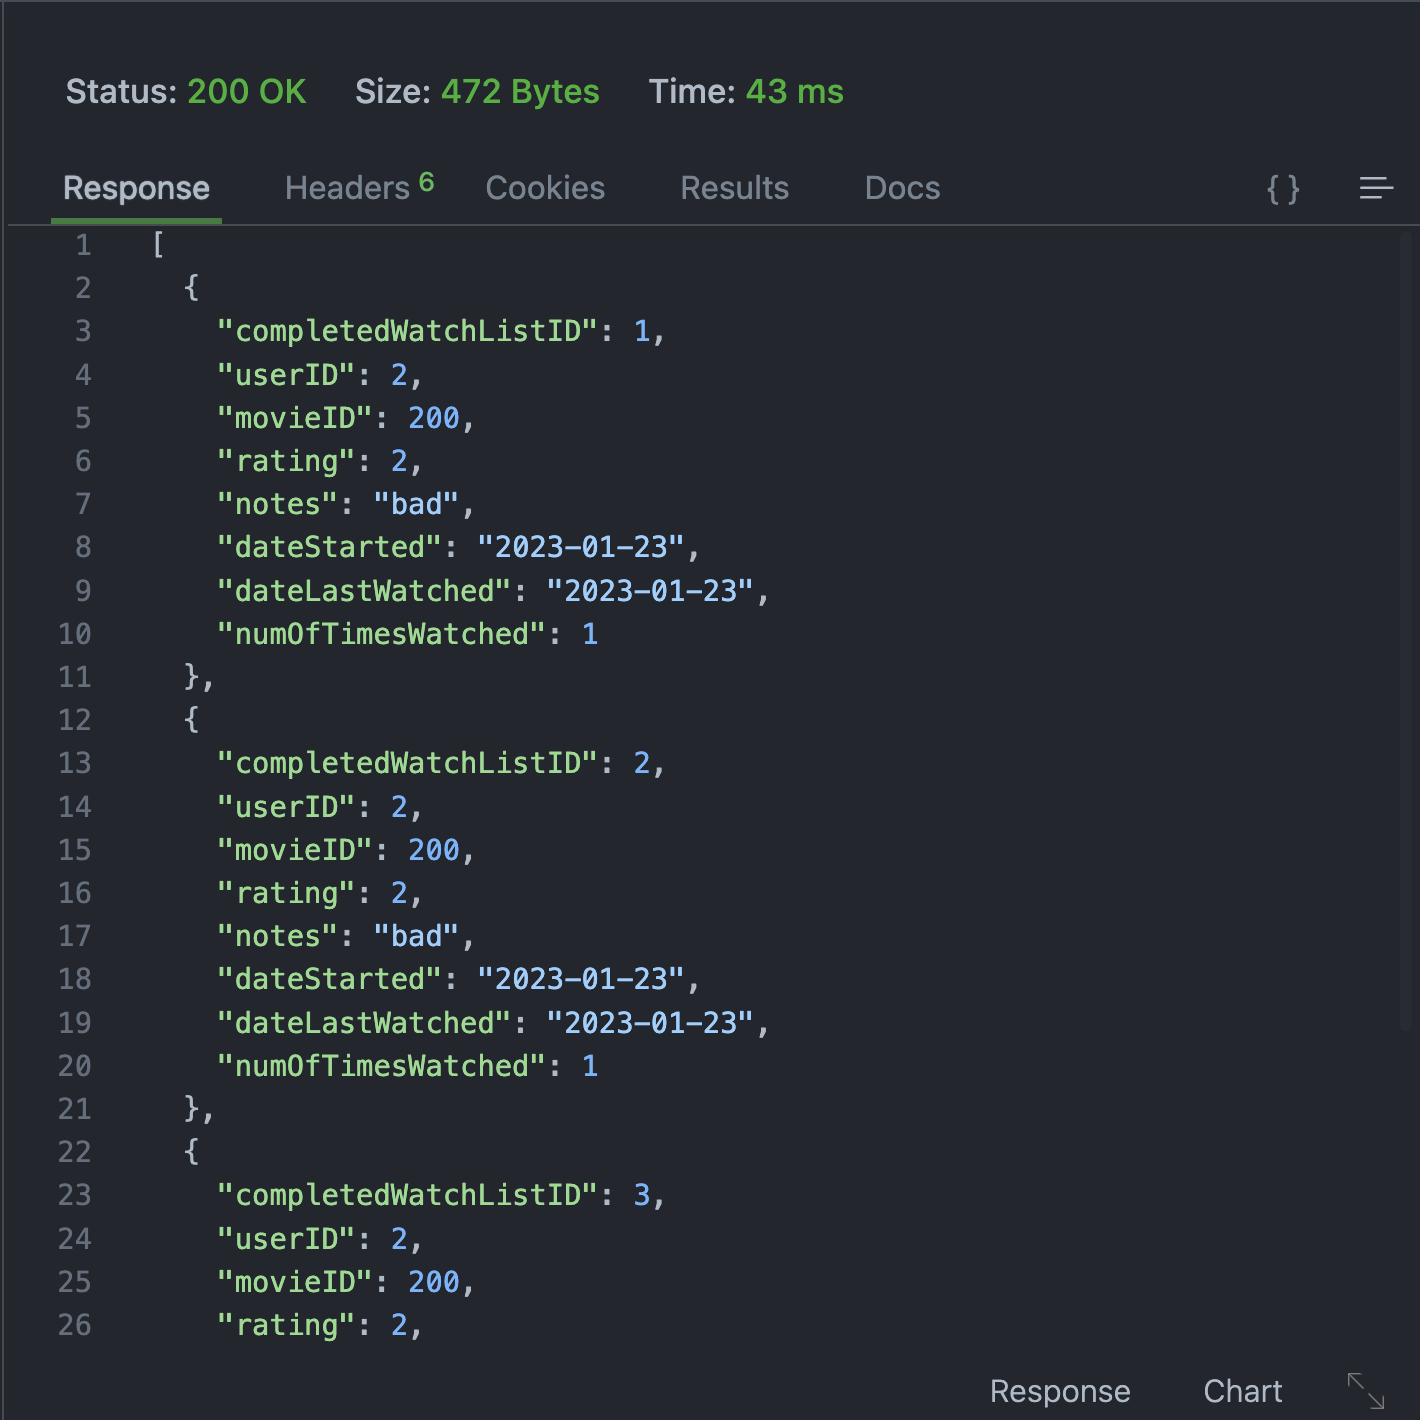 Status: 200 OK Size: 472 Bytes Time: 43 ms
Response Headers 6 Cookies Results Docs { }
1 [
2 {
3 "completedWatchListID": 1,
4 "userID": 2,
5 "movieID": 200,
6 "rating": 2,
7 "notes": "bad",
8 "dateStarted": "2023-01-23",
9 "dateLastWatched": "2023-01-23",
10 "numOfTimesWatched": 1
11 },
12 {
13 "completedWatchListID": 2,
14 "userID": 2,
15 "movieID": 200,
16 "rating": 2,
17 "notes": "bad",
18 "dateStarted": "2023-01-23",
19 "dateLastWatched": "2023-01-23",
20 "numOfTimesWatched": 1
21 },
22 {
23 "completedWatchListID": 3,
24 "userID": 2,
25 "movieID": 200,
26 "rating": 2,
Response Chart